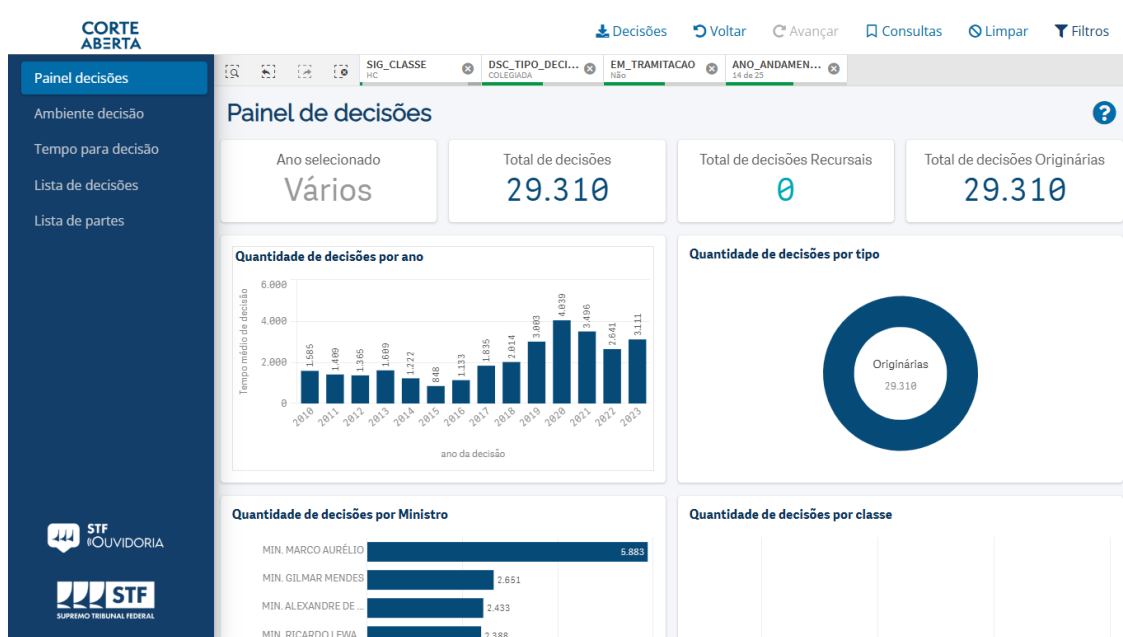 CORTE
ABERTA
Decisões
Voltar
Avançar
Consultas
Limpar
Filtros
Painel decisões
Ambiente decisão
Tempo para decisão
Lista de decisões
Lista de partes
SIG_CLASSE
HC
DSC_TIPO_DECI...
COLEGIADA
EM_TRAMITACAO
Não
ANO_ANDAMEN...
14 de 25
Painel de decisões
?
Ano selecionado
Vários
Total de decisões
29.310
Total de decisões Recursais
0
Total de decisões Originárias
29.310
Quantidade de decisões por ano
Tempo médio de decisão
6.000
4.000
2.000
0
1.585
1.409
1.365
1.609
1.222
848
1.133
1.835
2.014
3.003
4.039
3.496
2.641
3.111
2010
2011
2012
2013
2014
2015
2016
2017
2018
2019
2020
2021
2022
2023
ano da decisão
Quantidade de decisões por tipo
Originárias
29.310
Quantidade de decisões por Ministro
MIN. MARCO AURÉLIO
5.883
MIN. GILMAR MENDES
2.651
MIN. ALEXANDRE DE ...
2.433
MIN. RICARDO LEWA...
2.388
Quantidade de decisões por classe
STF
OUVIDORIA
STF
SUPREMO TRIBUNAL FEDERAL